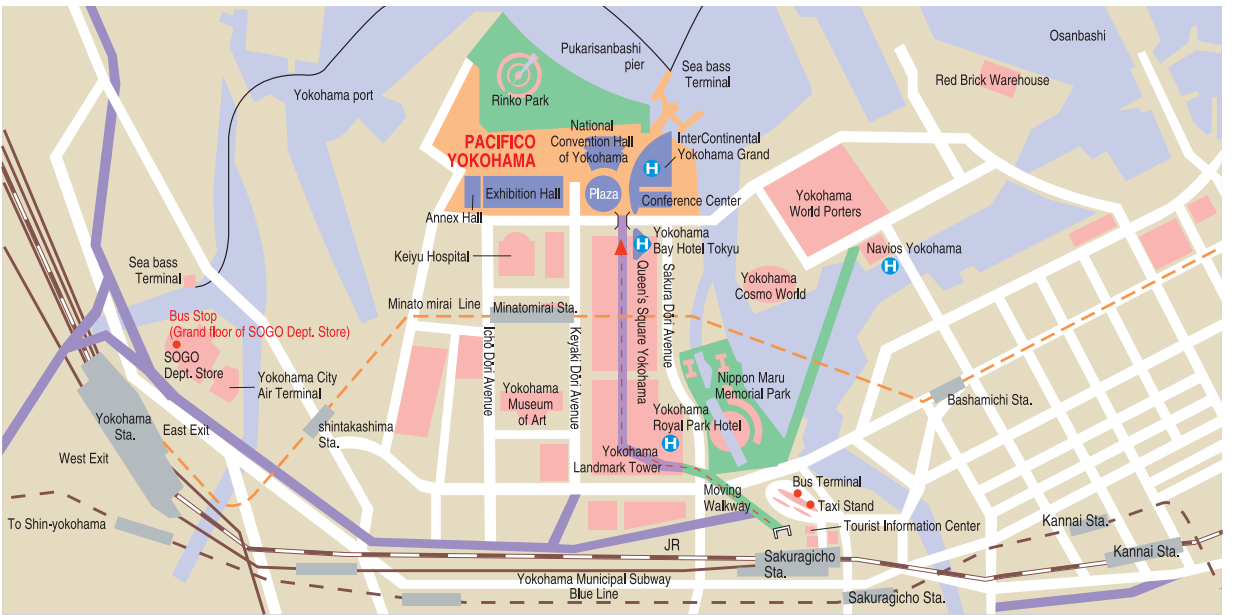 Pukarisanbashi
pier
Sea bass
Terminal
Osanbashi
Red Brick Warehouse
Yokohama port
Rinko Park
National
Convention Hall
of Yokohama
InterContinental
Yokohama Grand
H
PACIFICO
YOKOHAMA
Exhibition Hall
Plaza
Conference Center
Annex Hall
Yokohama
World Porters
Yokohama
Bay Hotel Tokyu
H
Keiyu Hospital
Navios Yokohama
H
Sea bass
Terminal
Yokohama
Cosmo World
Minato mirai Line
Minatomirai Sta.
Bus Stop
(Grand floor of SOGO Dept. Store)
SOGO
Dept. Store
Yokohama City
Air Terminal
Ichō Dōri Avenue
Keyaki Dōri Avenue
Queen's Square Yokohama
Sakura Dōri Avenue
Nippon Maru
Memorial Park
Bashamichi Sta.
Yokohama
Museum
of Art
Yokohama
Royal Park Hotel
H
Yokohama
Sta.
East Exit
West Exit
shintakashima
Sta.
Yokohama
Landmark Tower
Moving
Walkway
Bus Terminal
Taxi Stand
Tourist Information Center
To Shin-yokohama
Kannai Sta.
Kannai Sta.
JR
Sakuragicho
Sta.
Yokohama Municipal Subway
Blue Line
Sakuragicho Sta.